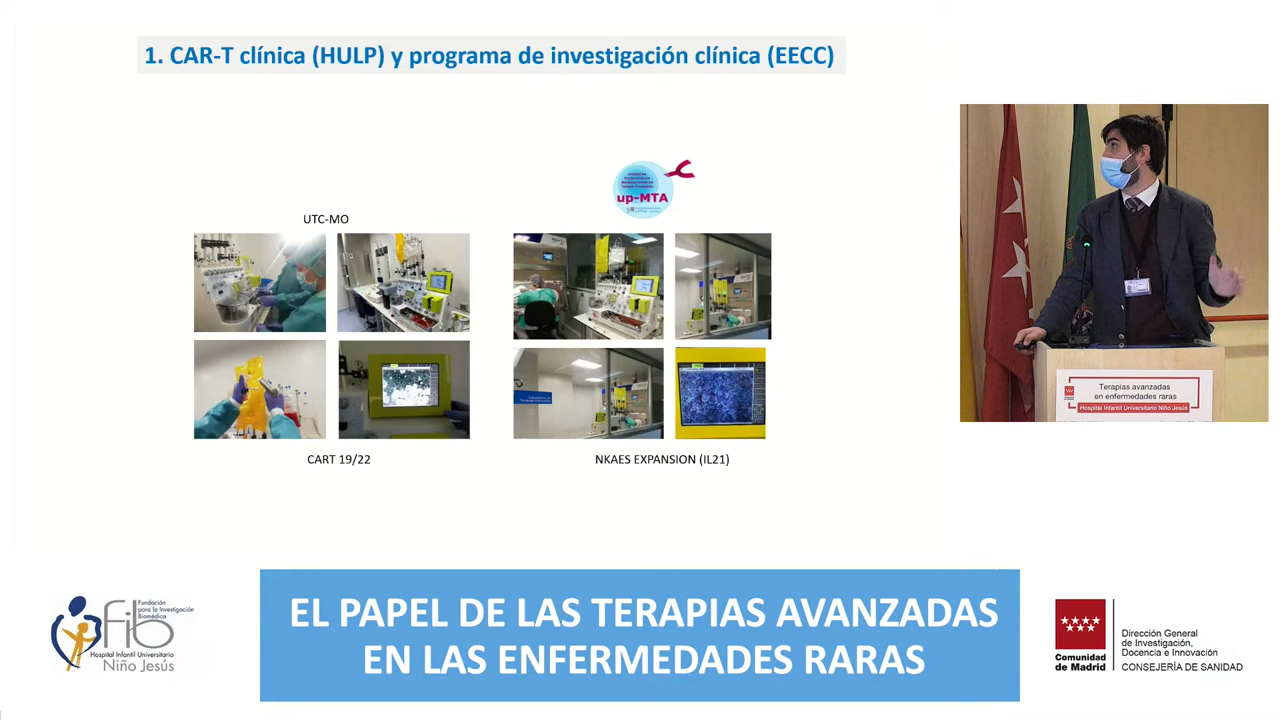 1. CAR-T clínica (HULP) y programa de investigación clínica (EECC)
UTC-MO
up-MTA
CART 19/22
NKAES EXPANSION (IL21)
Terapias avanzadas
en enfermedades raras
Hospital Infantil Universitario Niño Jesús
EL PAPEL DE LAS TERAPIAS AVANZADAS
EN LAS ENFERMEDADES RARAS
fib
Fundación
para la Investigación
Biomédica
Hospital Infantil Universitario
Niño Jesús
Comunidad
de Madrid
Dirección General
de Investigación,
Docencia e Innovación
CONSEJERÍA DE SANIDAD